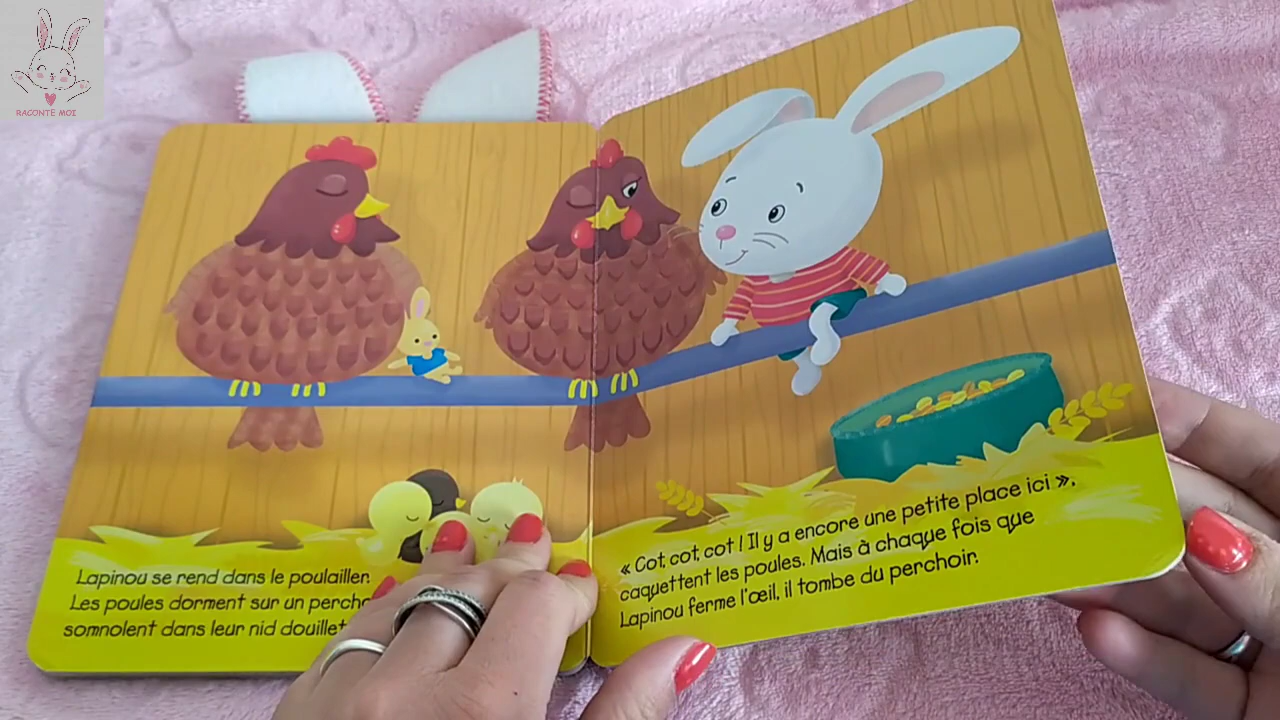 RACONTE MOI
Lapinou se rend dans le poulailler.
Les poules dorment sur un
somnolent dans leur nid
« Cot, cot, cot ! Il y a encore une petite place ici »,
caquettent les poules. Mais à chaque fois que
Lapinou ferme l'œil, il tombe du perchoir.